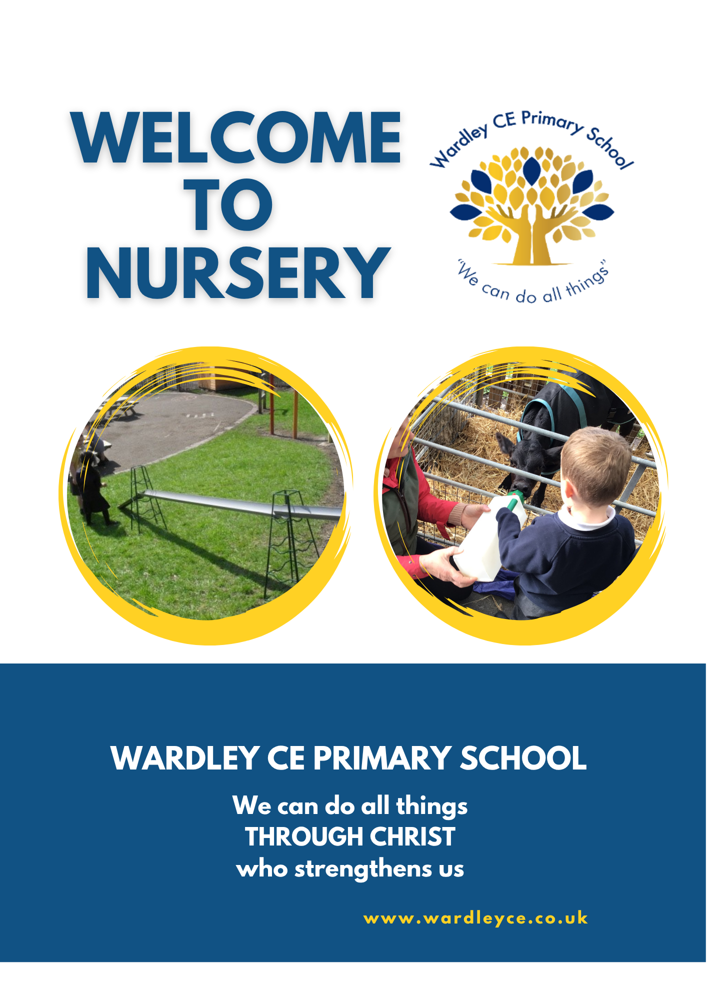 WELCOME
TO
NURSERY
Wardley CE Primary School
"We can do all things"
WARDLEY CE PRIMARY SCHOOL
We can do all things
THROUGH CHRIST
who strengthens us
www.wardleyce.co.uk